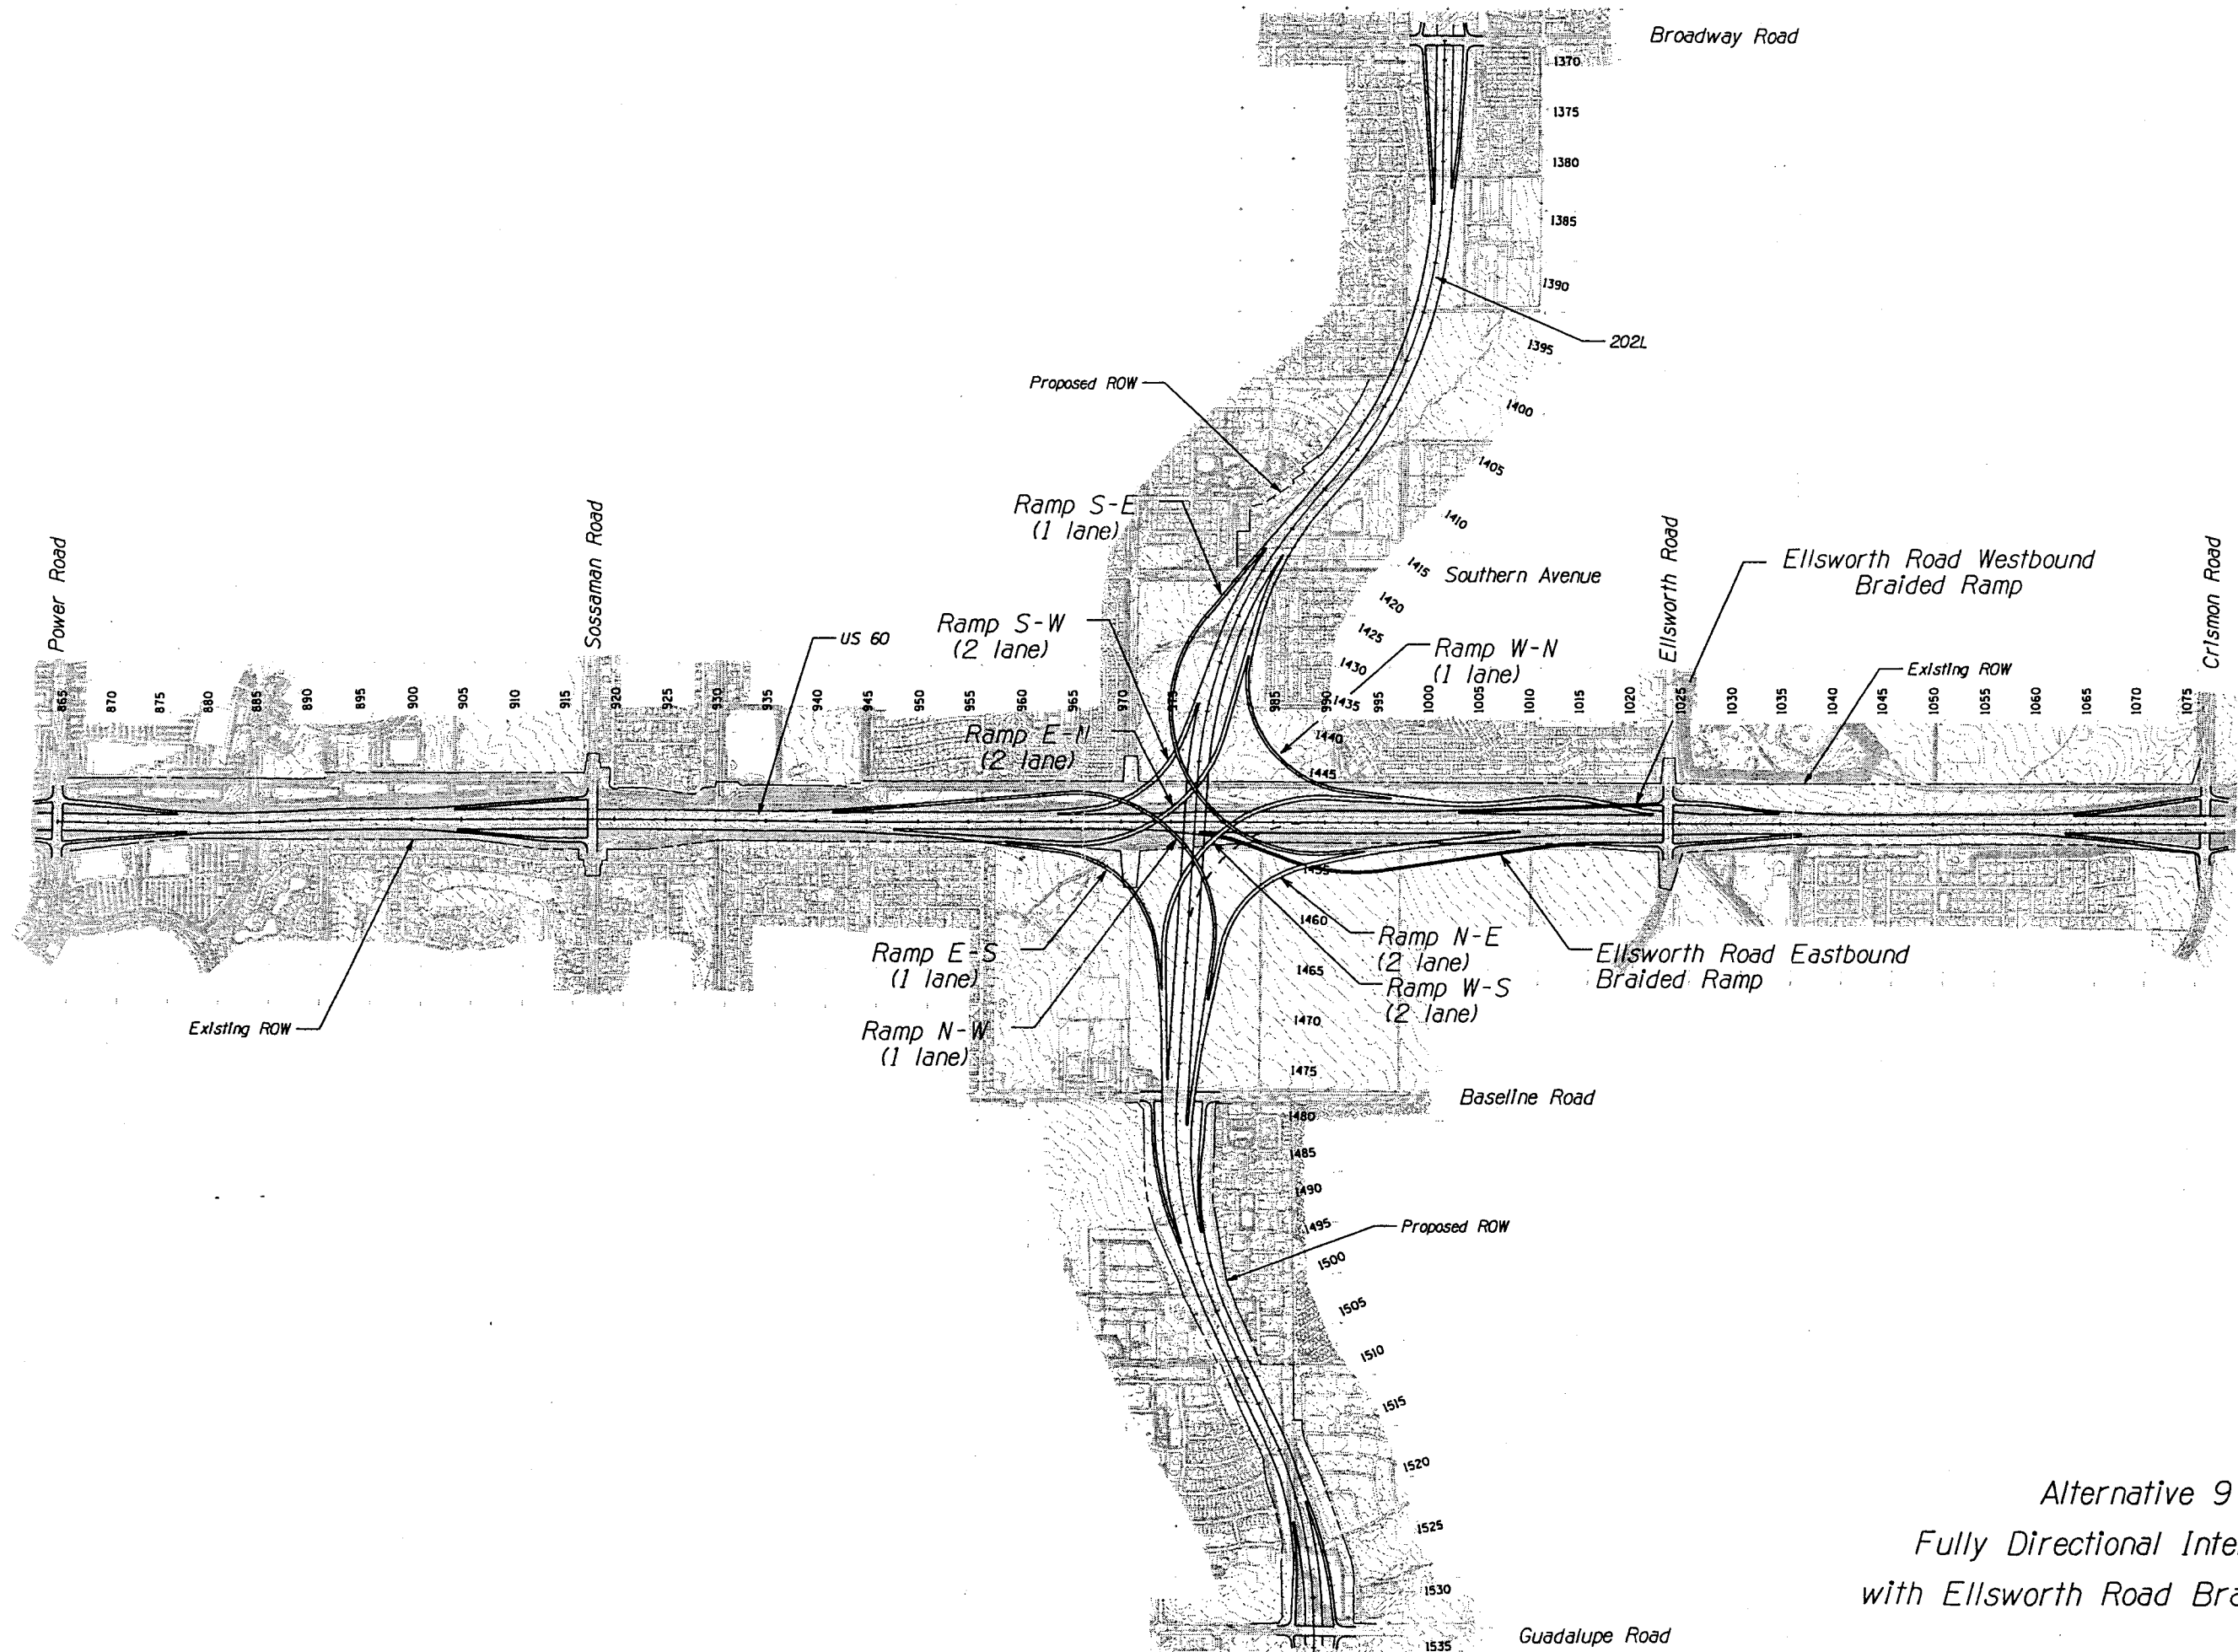 Broadway Road
1370
1375
1380
1385
1390
1395
202L
1400
1405
1410
1415
1420
1425
1430
1435
1440
1445
1455
1460
1465
1470
1475
1480
1485
1490
1495
1500
1505
1510
1515
1520
1525
1530
1535
Proposed ROW
Ramp S-E
(1 lane)
Southern Avenue
Ramp S-W
(2 lane)
US 60
Ramp E-N
(2 lane)
Ramp W-N
(1 lane)
Ellsworth Road Westbound
Braided Ramp
Existing ROW
Power Road
Sossaman Road
Ellsworth Road
Crismon Road
865
870
875
880
885
890
895
900
905
910
915
920
925
930
935
940
945
950
955
960
965
970
975
985
990
995
1000
1005
1010
1015
1020
1025
1030
1035
1040
1045
1050
1055
1060
1065
1070
1075
Ramp E-S
(1 lane)
Ramp N-W
(1 lane)
Ramp N-E
(2 lane)
Ramp W-S
(2 lane)
Ellsworth Road Eastbound
Braided Ramp
Existing ROW
Baseline Road
Proposed ROW
Guadalupe Road
Alternative 9
Fully Directional
with Ellsworth Road